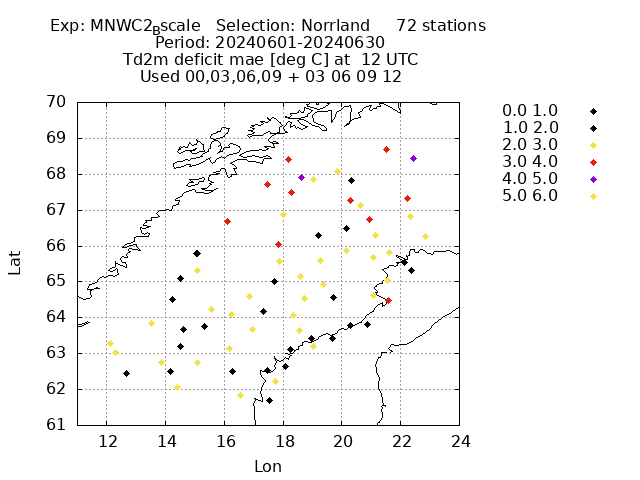 Exp: MNWC2Bscale Selection: Norrland 72 stations
Period: 20240601-20240630
Td2m deficit mae [deg C] at 12 UTC
Used 00,03,06,09 + 03 06 09 12
0.0 1.0
1.0 2.0
2.0 3.0
3.0 4.0
4.0 5.0
5.0 6.0
70
69
68
67
66
65
64
63
62
61
Lat
12 14 16 18 20 22 24
Lon